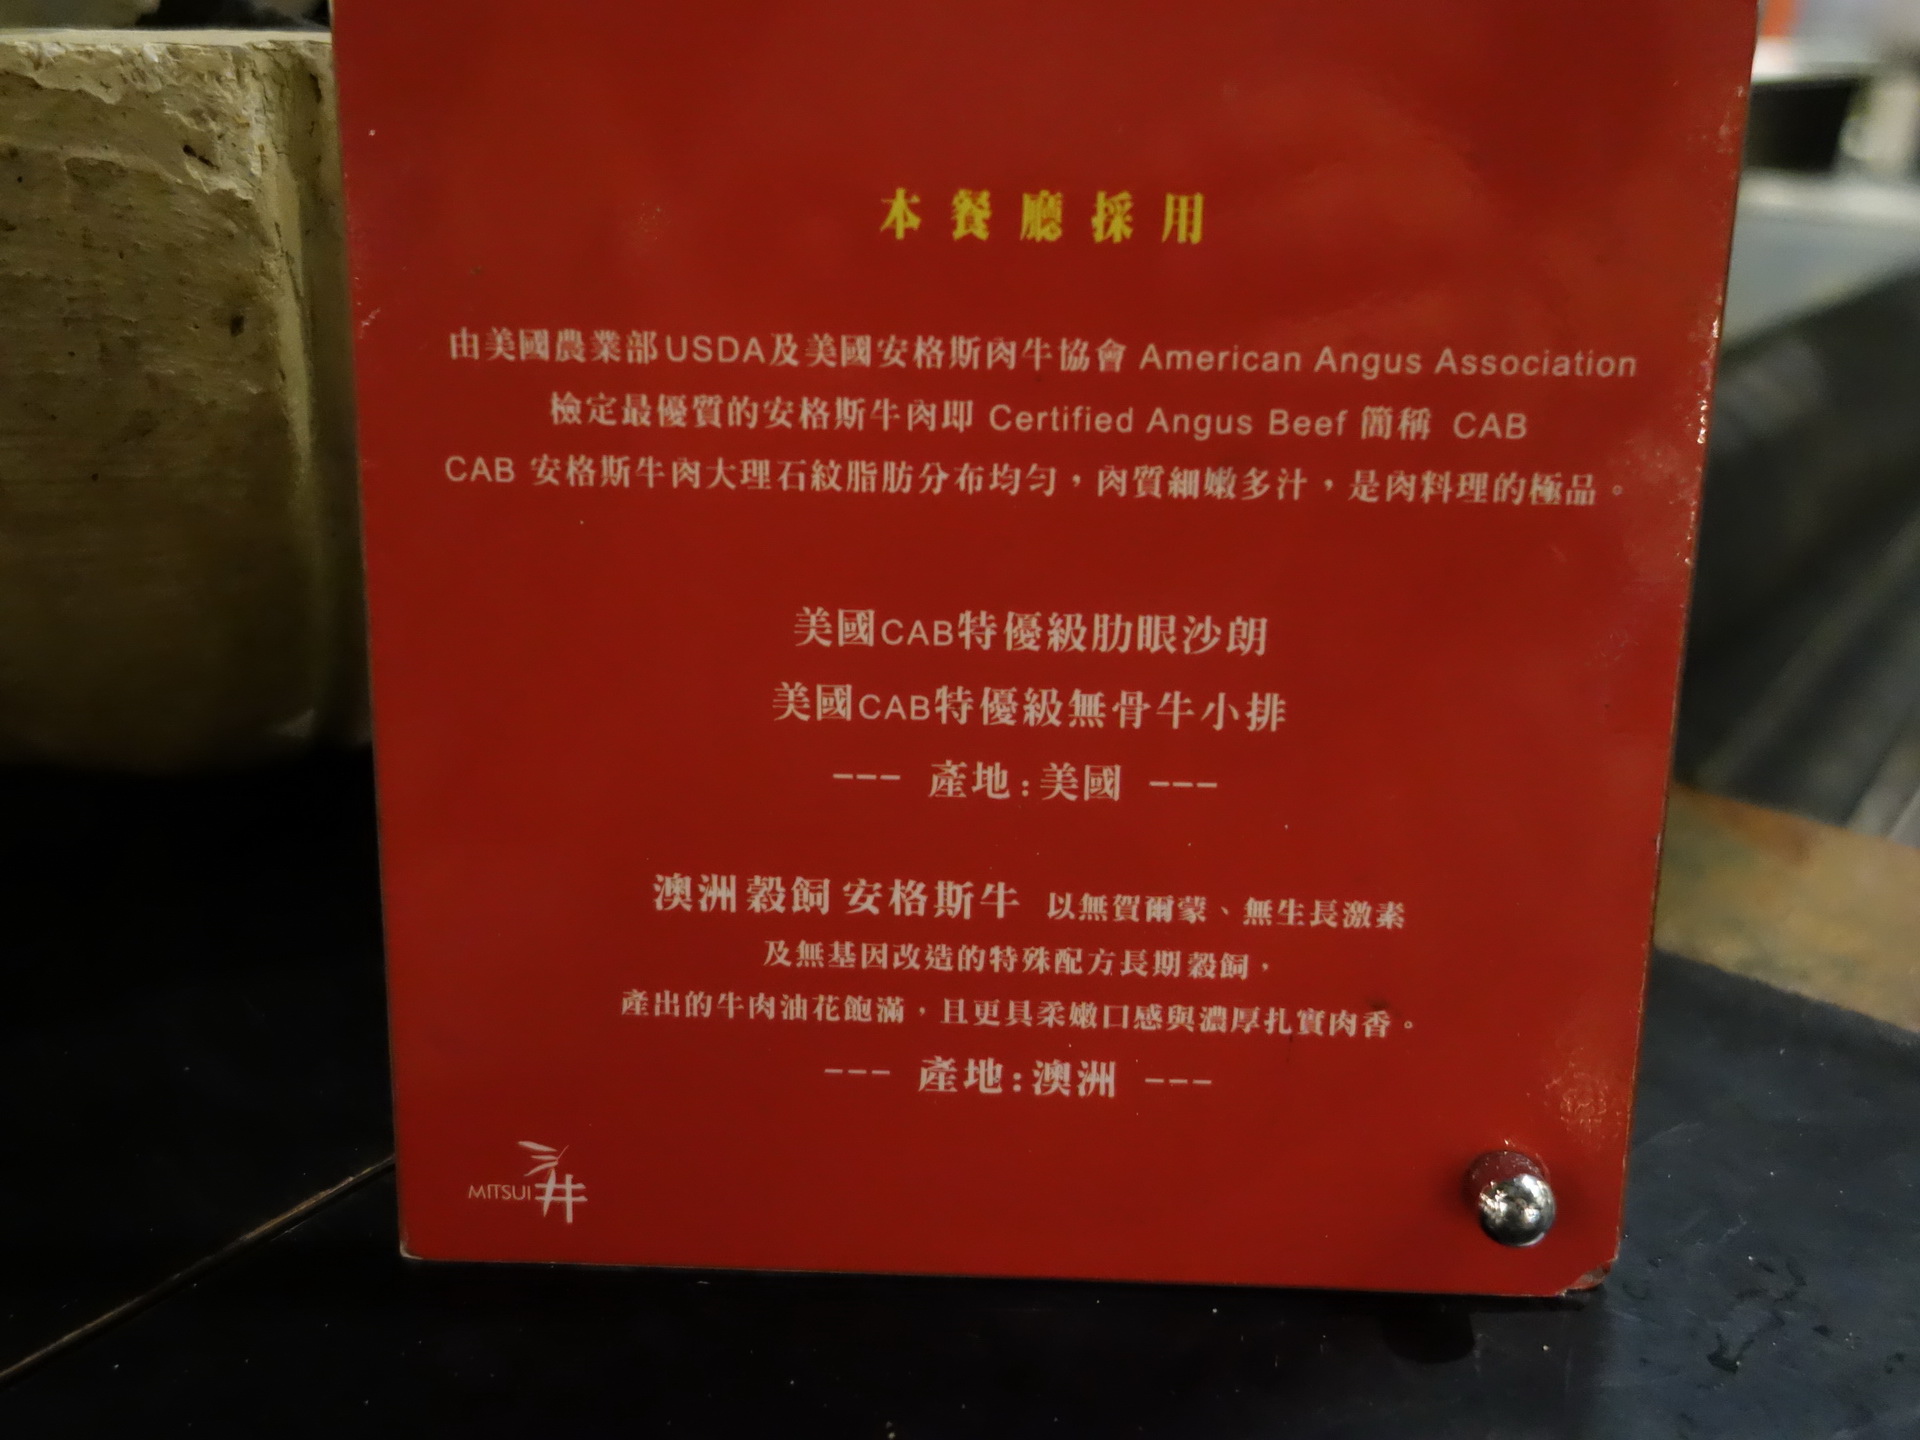 本餐廳採用
由美國農業部USDA及美國安格斯肉牛協會 American Angus Association
檢定最優質的安格斯牛肉即 Certified Angus Beef 簡稱 CAB
CAB 安格斯牛肉大理石紋脂肪分布均勻，肉質細嫩多汁，是肉料理的極品。
美國CAB特優級肋眼沙朗
美國CAB特優級無骨牛小排
--- 產地:美國 ---
澳洲穀飼安格斯牛 以無賀爾蒙、無生長激素
及無基因改造的特殊配方長期穀飼，
產出的牛肉油花飽滿，且更具柔嫩口感與濃厚扎實肉香。
--- 產地:澳洲 ---
MITSUI 三井